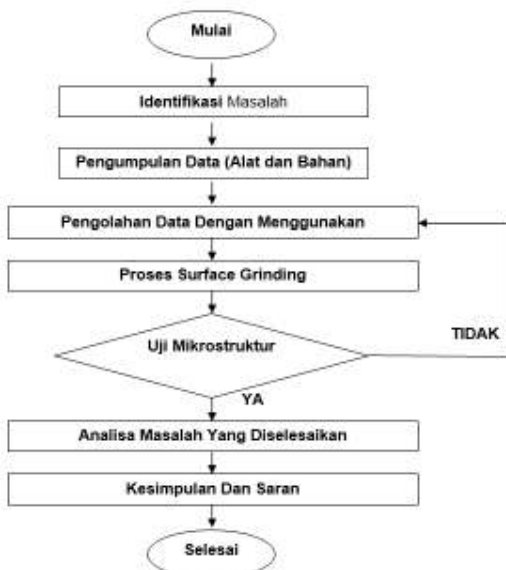 Mulai
Identifikasi Masalah
Pengumpulan Data (Alat dan Bahan)
Pengolahan Data Dengan Menggunakan
Proses Surface Grinding
Uji Mikrostruktur
TIDAK
YA
Analisa Masalah Yang Diselesaikan
Kesimpulan Dan Saran
Selesai